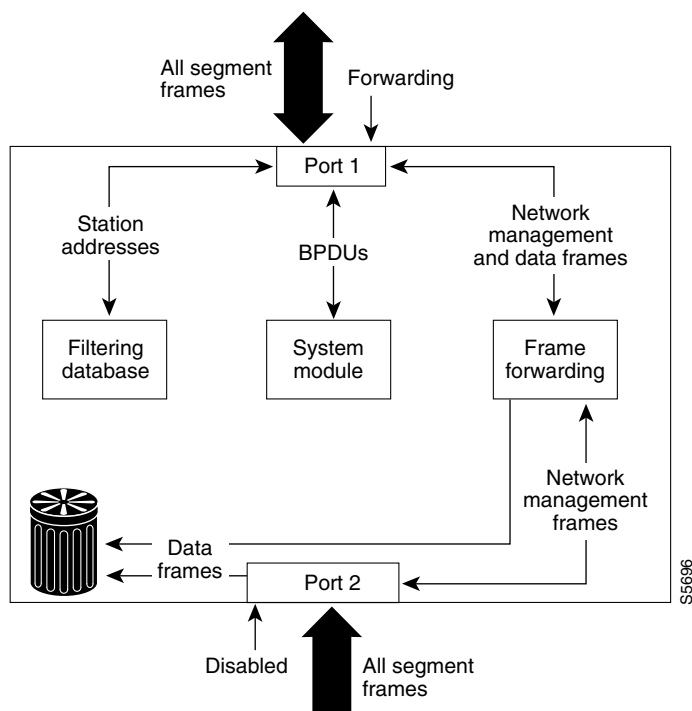 All segment
frames
Forwarding
Port 1
Station
addresses
BPDUs
Network
management
and data frames
Filtering
database
System
module
Frame
forwarding
Network
management
frames
Data
frames
Port 2
Disabled
All segment
frames
S5696